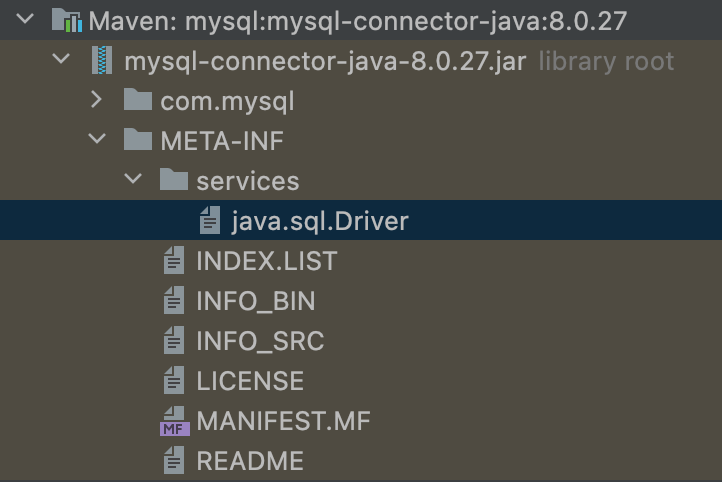 Maven: mysql:mysql-connector-java:8.0.27
mysql-connector-java-8.0.27.jar library root
com.mysql
META-INF
services
java.sql.Driver
INDEX.LIST
INFO_BIN
INFO_SRC
LICENSE
MF MANIFEST.MF
README